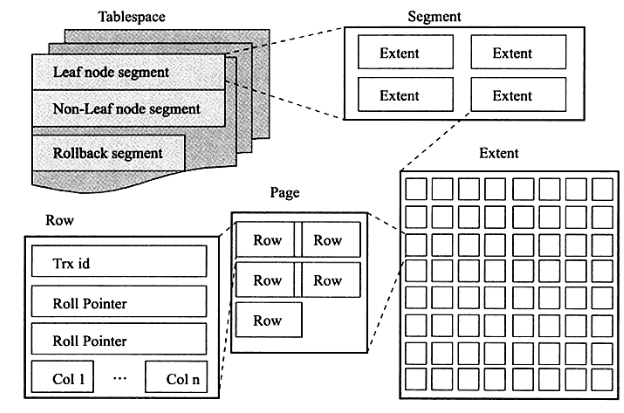 Tablespace
Leaf node segment
Non-Leaf node segment
Rollback segment
Segment
Extent Extent
Extent Extent
Extent
Page
Row Row
Row Row
Row
Row
Trx id
Roll Pointer
Roll Pointer
Col 1 ··· Col n